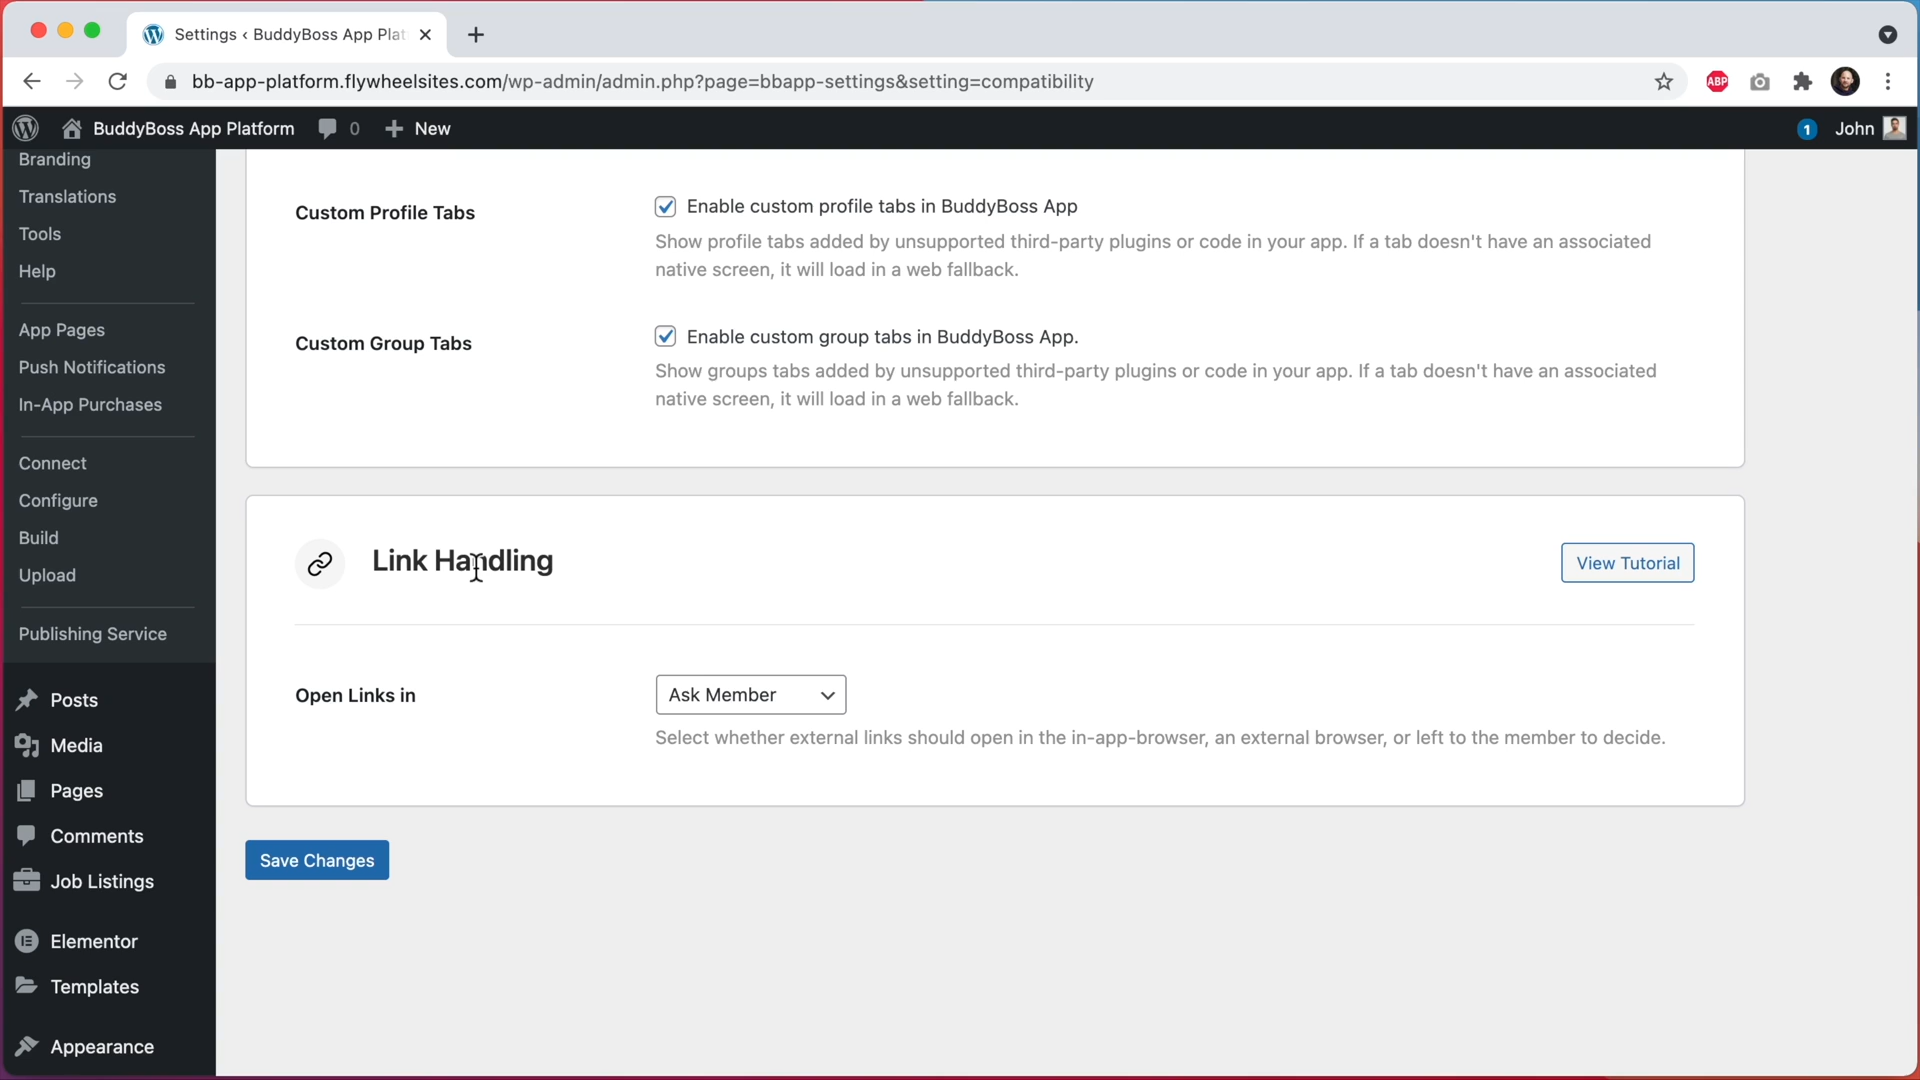 Settings ‹ BuddyBoss App Plat
bb-app-platform.flywheelsites.com/wp-admin/admin.php?page=bbapp-settings&setting=compatibility
ABP
BuddyBoss App Platform
0
New
1
John
Branding
Translations
Tools
Help
App Pages
Push Notifications
In-App Purchases
Connect
Configure
Build
Upload
Publishing Service
Posts
Media
Pages
Comments
Job Listings
Elementor
Templates
Appearance
Custom Profile Tabs
Enable custom profile tabs in BuddyBoss App
Show profile tabs added by unsupported third-party plugins or code in your app. If a tab doesn't have an associated
native screen, it will load in a web fallback.
Custom Group Tabs
Enable custom group tabs in BuddyBoss App.
Show groups tabs added by unsupported third-party plugins or code in your app. If a tab doesn't have an associated
native screen, it will load in a web fallback.
Link Handling
View Tutorial
Open Links in
Ask Member
Select whether external links should open in the in-app-browser, an external browser, or left to the member to decide.
Save Changes